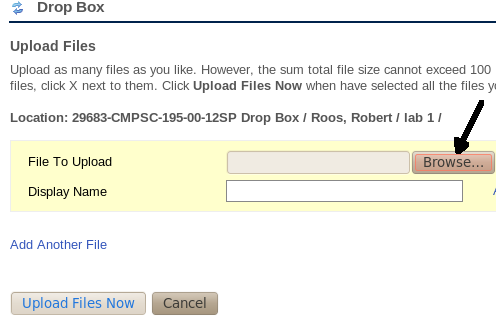 Drop Box
Upload Files
Upload as many files as you like. However, the sum total file size cannot exceed 100
files, click X next to them. Click Upload Files Now when have selected all the files
Location: 29683-CMPSC-195-00-12SP Drop Box / Roos, Robert / lab 1 /
File To Upload Browse...
Display Name
Add Another File
Upload Files Now Cancel